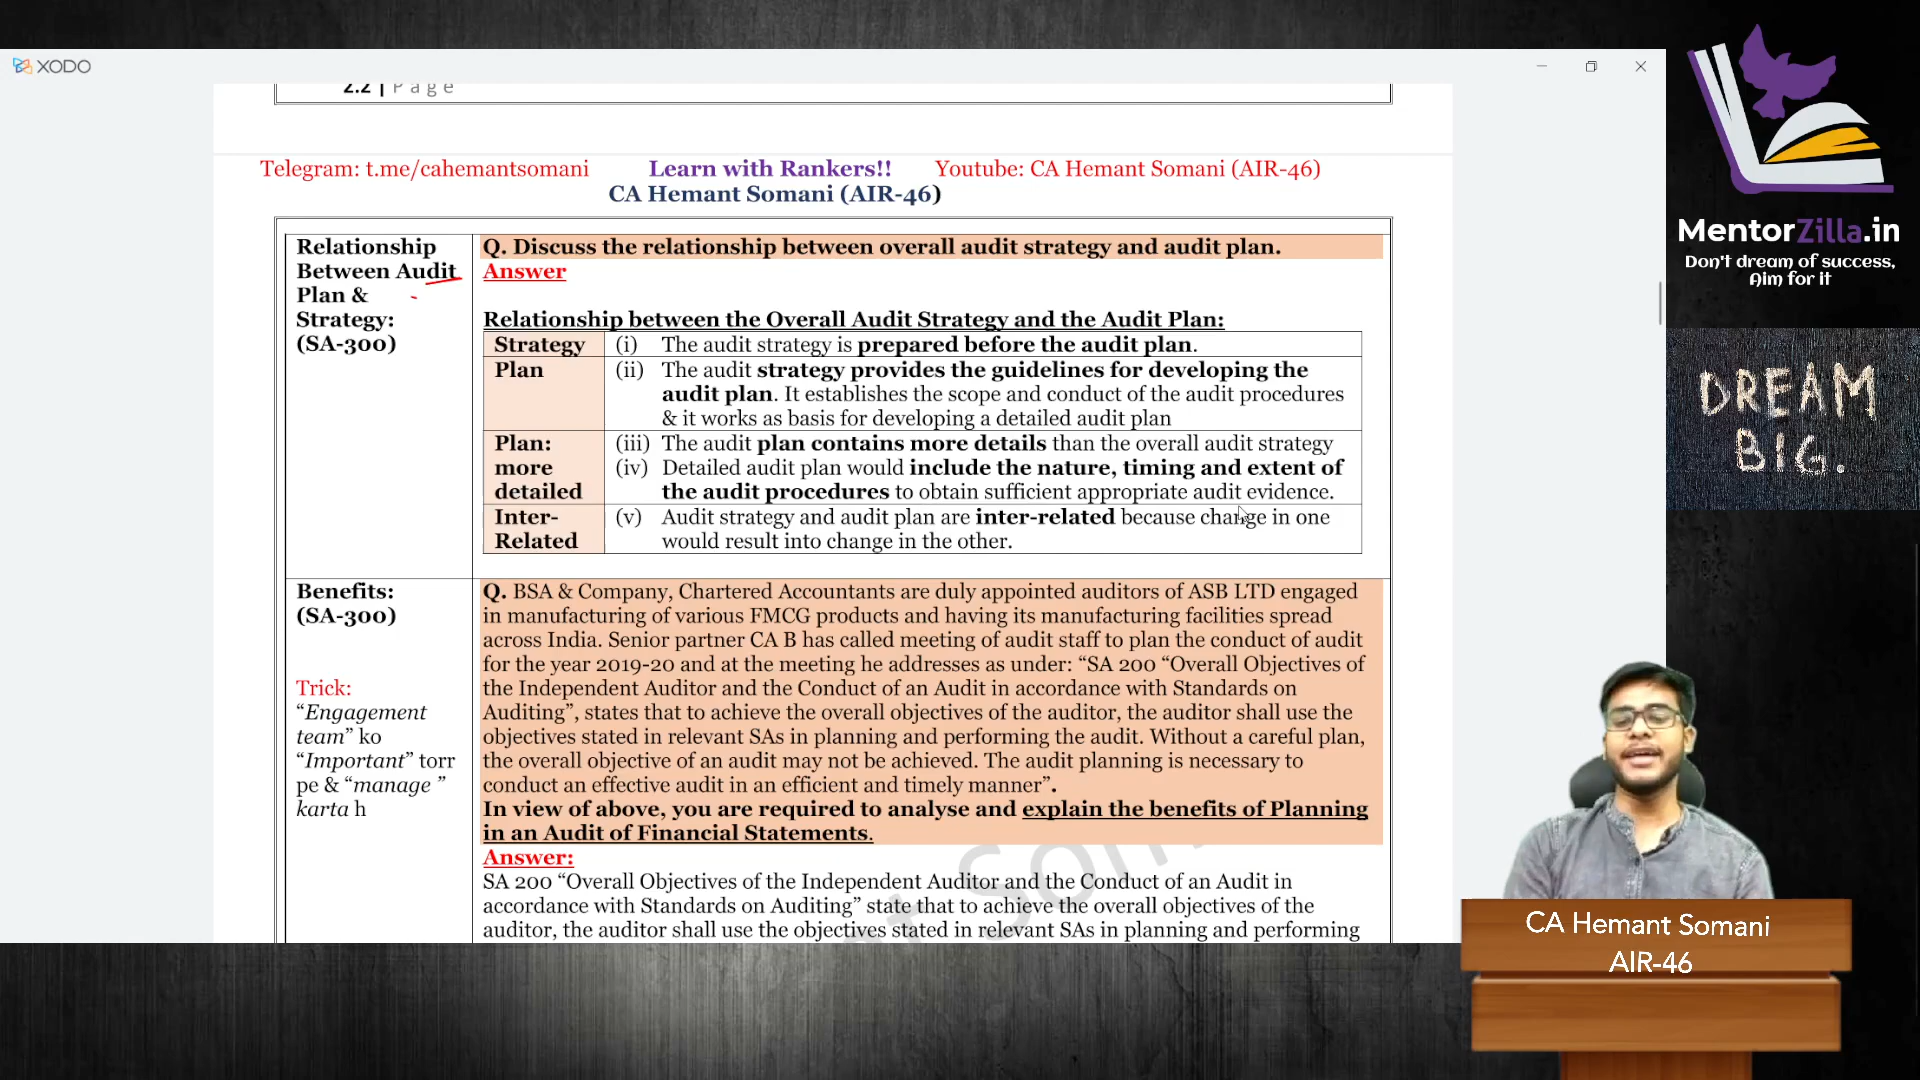 XODO
2.2 | Page
Telegram: t.me/cahemantsomani Learn with Rankers!! Youtube: CA Hemant Somani (AIR-46)
CA Hemant Somani (AIR-46)
Relationship
Between Audit
Plan &
Strategy:
(SA-300)
Q. Discuss the relationship between overall audit strategy and audit plan.
Answer
Relationship between the Overall Audit Strategy and the Audit Plan:
Strategy (i) The audit strategy is prepared before the audit plan.
Plan (ii) The audit strategy provides the guidelines for developing the
audit plan. It establishes the scope and conduct of the audit procedures
& it works as basis for developing a detailed audit plan
Plan: (iii) The audit plan contains more details than the overall audit strategy
more (iv) Detailed audit plan would include the nature, timing and extent of
detailed the audit procedures to obtain sufficient appropriate audit evidence.
Inter- (v) Audit strategy and audit plan are inter-related because change in one
Related would result into change in the other.
Benefits:
(SA-300)
Trick:
“Engagement
team” ko
“Important” torr
pe & “manage ”
karta h
Q. BSA & Company, Chartered Accountants are duly appointed auditors of ASB LTD engaged
in manufacturing of various FMCG products and having its manufacturing facilities spread
across India. Senior partner CA B has called meeting of audit staff to plan the conduct of audit
for the year 2019-20 and at the meeting he addresses as under: “SA 200 “Overall Objectives of
the Independent Auditor and the Conduct of an Audit in accordance with Standards on
Auditing”, states that to achieve the overall objectives of the auditor, the auditor shall use the
objectives stated in relevant SAs in planning and performing the audit. Without a careful plan,
the overall objective of an audit may not be achieved. The audit planning is necessary to
conduct an effective audit in an efficient and timely manner”.
In view of above, you are required to analyse and explain the benefits of Planning
in an Audit of Financial Statements.
Answer:
SA 200 “Overall Objectives of the Independent Auditor and the Conduct of an Audit in
accordance with Standards on Auditing” state that to achieve the overall objectives of the
auditor, the auditor shall use the objectives stated in relevant SAs in planning and performing
MentorZilla.in
Don't dream of success,
Aim for it
DREAM
BIG.
CA Hemant Somani
AIR-46